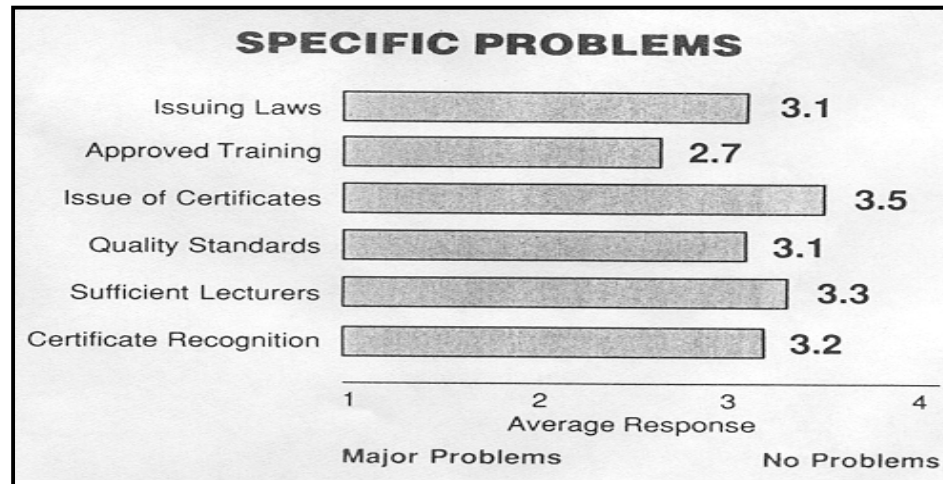 SPECIFIC PROBLEMS
Issuing Laws 3.1
Approved Training 2.7
Issue of Certificates 3.5
Quality Standards 3.1
Sufficient Lecturers 3.3
Certificate Recognition 3.2
1 2 3 4
Average Response
Major Problems No Problems